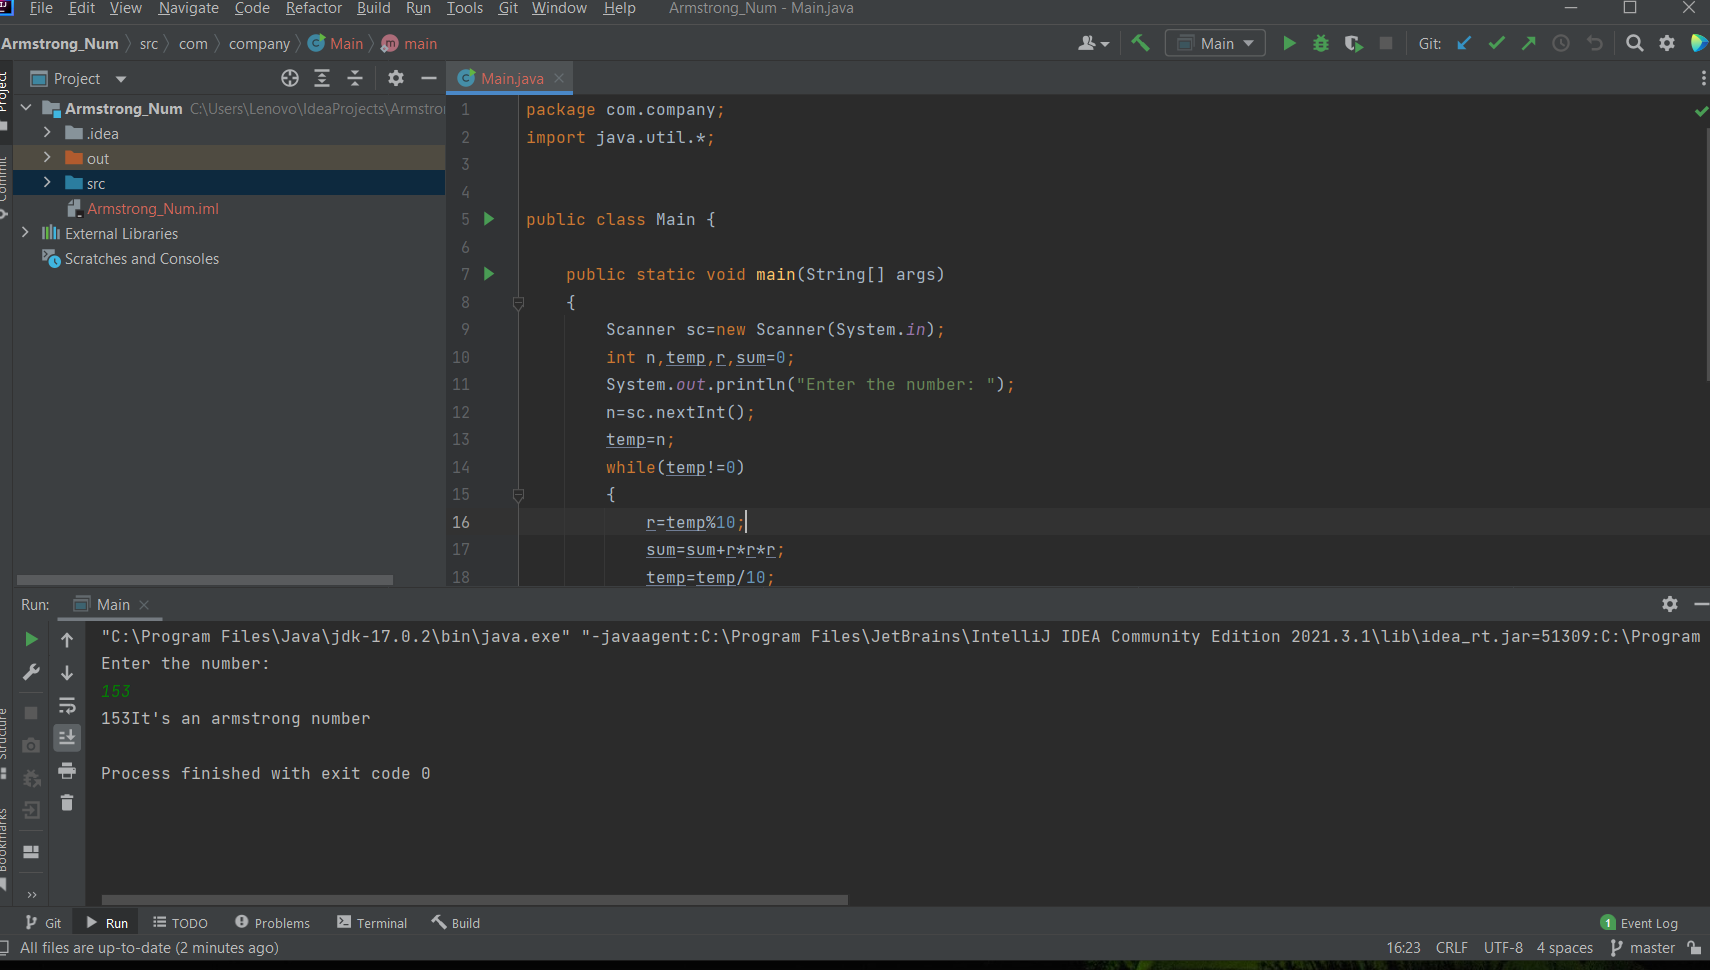 File Edit View Navigate Code Refactor Build Run Tools Git Window Help Armstrong_Num - Main.java
Armstrong_Num src com company Main main Main Git:
Project Main.java
Armstrong_Num C:\Users\Lenovo\IdeaProjects\Armstro
.idea
out
src
Armstrong_Num.iml
External Libraries
Scratches and Consoles
Project
Commit
1 package com.company;
2 import java.util.*;
3
4
5 public class Main {
6
7 public static void main(String[] args)
8 {
9 Scanner sc=new Scanner(System.in);
10 int n,temp,r,sum=0;
11 System.out.println("Enter the number: ");
12 n=sc.nextInt();
13 temp=n;
14 while(temp!=0)
15 {
16 r=temp%10;
17 sum=sum+r*r*r;
18 temp=temp/10;
Run: Main
"C:\Program Files\Java\jdk-17.0.2\bin\java.exe" "-javaagent:C:\Program Files\JetBrains\IntelliJ IDEA Community Edition 2021.3.1\lib\idea_rt.jar=51309:C:\Program
Enter the number:
153
153It's an armstrong number
Process finished with exit code 0
Structure
Bookmarks
Git Run TODO Problems Terminal Build 1 Event Log
All files are up-to-date (2 minutes ago) 16:23 CRLF UTF-8 4 spaces master